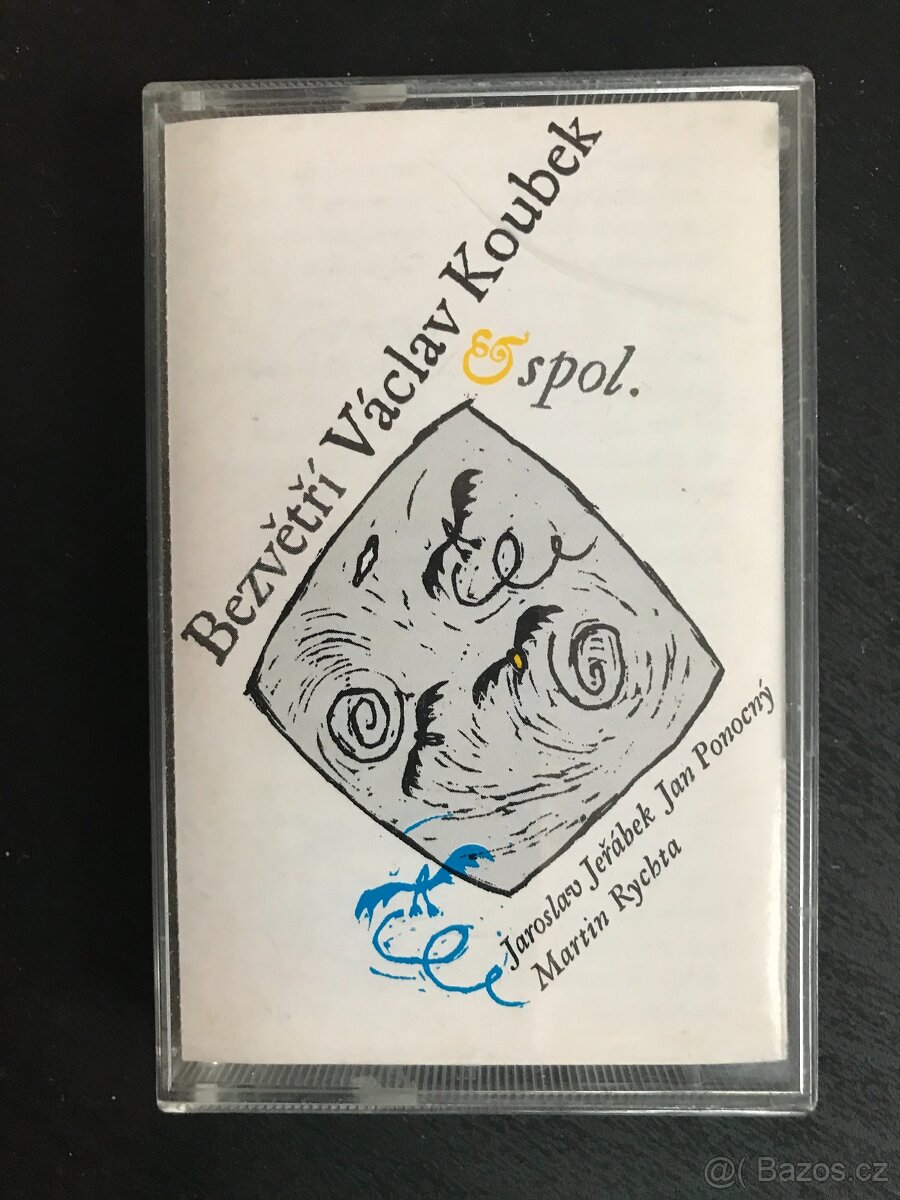 Bezvětří Václav Koubek
& spol.
Jaroslav Jeřábek Jan Ponocný
Martin Rychta
@( Bazos.cz